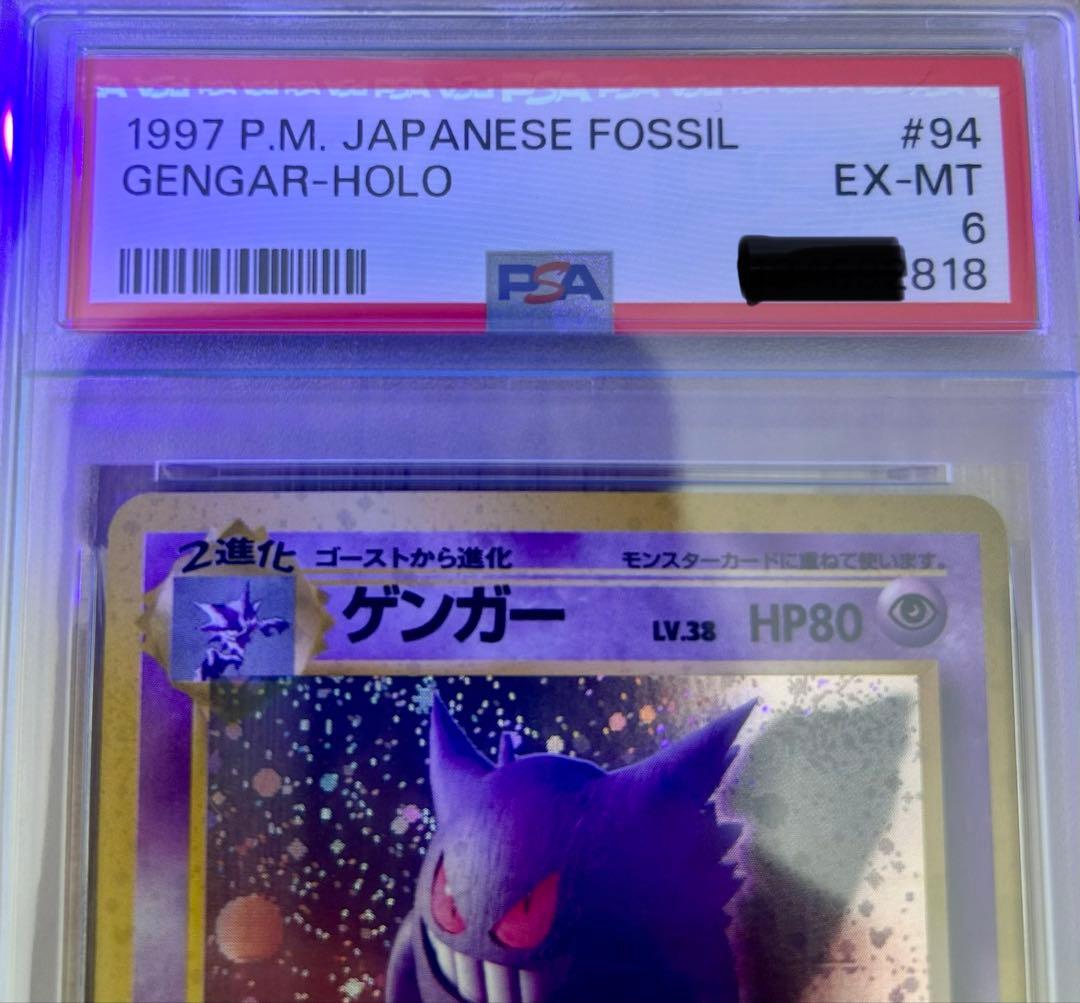 1997 P.M. JAPANESE FOSSIL #94
GENGAR-HOLO EX-MT
6
PSA 818
2進化 ゴーストから進化 モンスターカードに重ねて使います。
ゲンガー LV.38 HP80